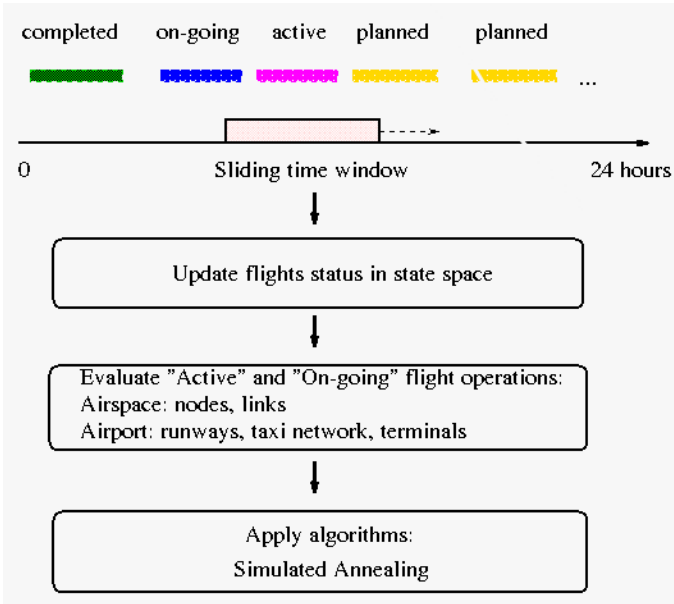 completed on-going active planned planned
...
0 Sliding time window 24 hours
Update flights status in state space
Evaluate "Active" and "On-going" flight operations:
Airspace: nodes, links
Airport: runways, taxi network, terminals
Apply algorithms:
Simulated Annealing